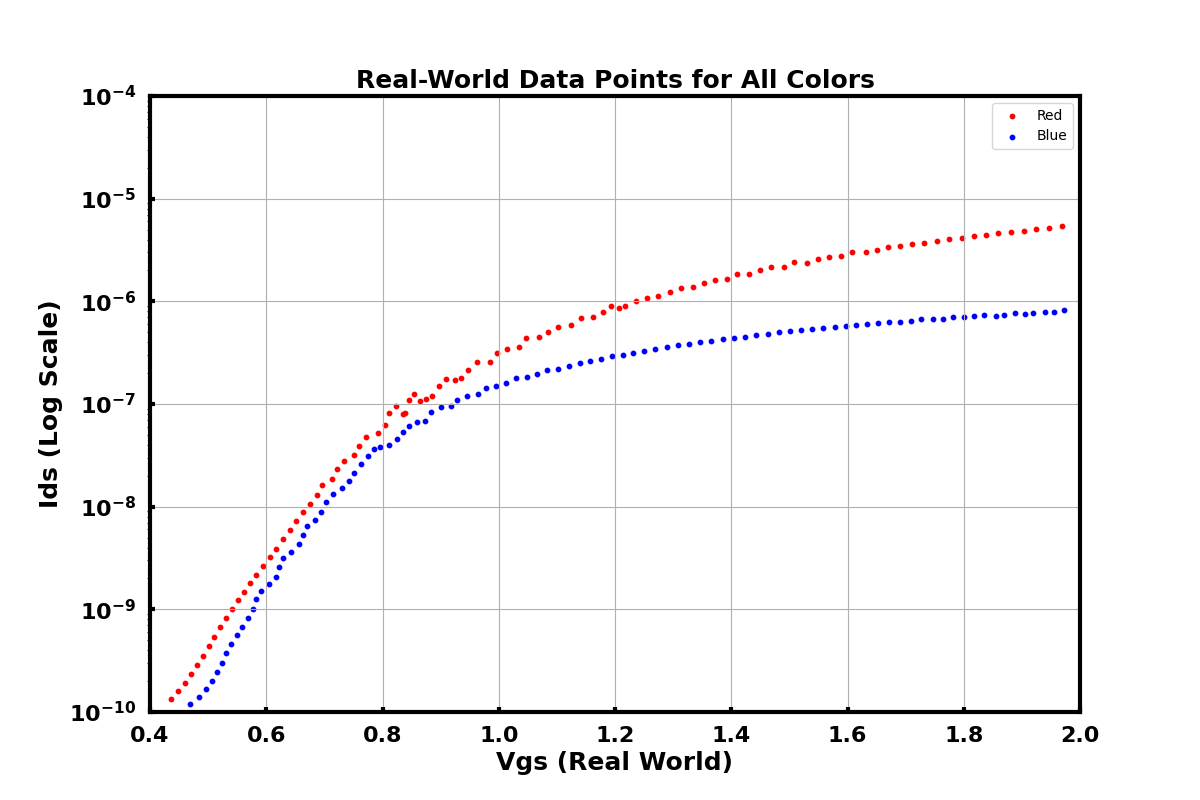 Real-World Data Points for All Colors
Red
Blue
10⁻⁴
10⁻⁵
10⁻⁶
10⁻⁷
10⁻⁸
10⁻⁹
10⁻¹⁰
Ids (Log Scale)
0.4 0.6 0.8 1.0 1.2 1.4 1.6 1.8 2.0
Vgs (Real World)